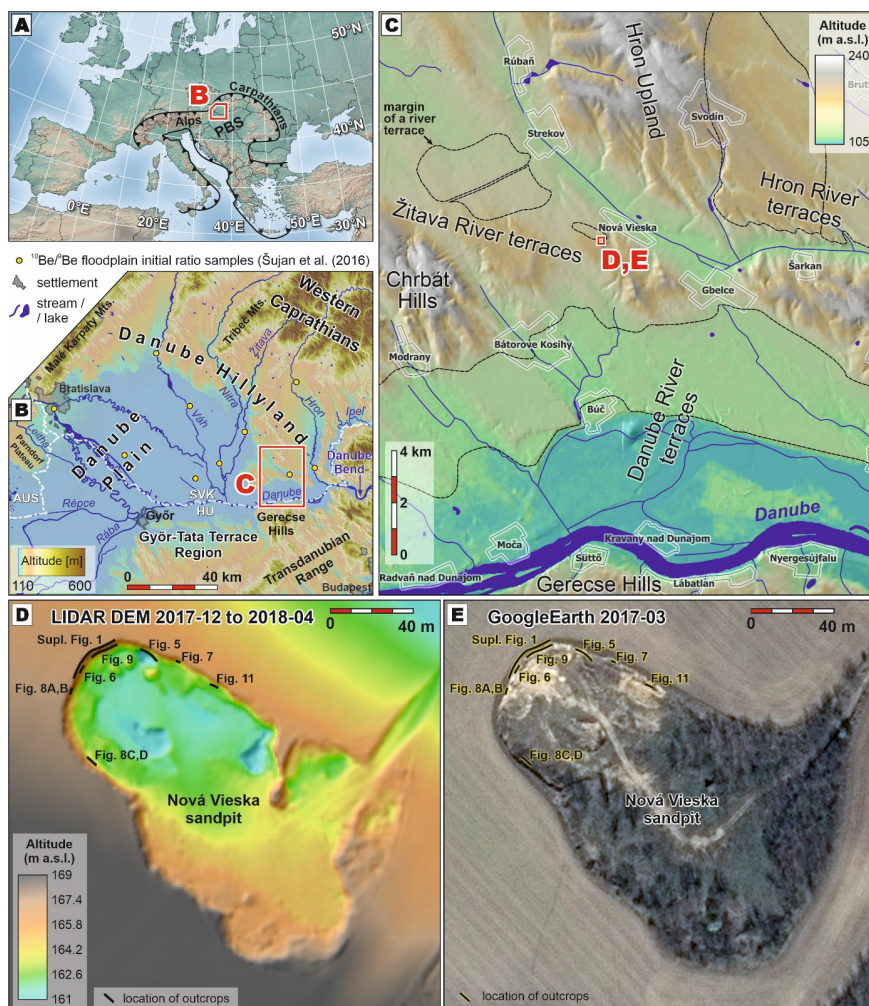 A
50°N
B
Carpathians
Alps
PBS
40°N
0°E
20°E
40°E
50°E
30°N
¹⁰Be/⁹Be floodplain initial ratio samples (Šujan et al. (2016)
settlement
stream /
/ lake
Malé Karpaty Mts.
Tribeč Mts.
Western
Caprathians
Danube Hillyland
Žitava
Bratislava
B
Nitra
Váh
Hron
Ipeľ
Leitha
Danube
Plain
Parndorf
Plateau
Danube
Bend
C
SVK
HU
Danube
AUS
Répce
Győr
Gerecse
Hills
Rába
Győr-Tata Terrace
Region
Altitude [m]
110
600
0
40 km
Transdanubian
Range
Budapest
C
Altitude
(m a.s.l.)
240
105
Rúbaň
Hron Upland
Svodín
margin
of a river
terrace
Strekov
Hron River
terraces
Žitava River terraces
Nová Vieska
D,E
Šarkan
Chrbát
Hills
Gbelce
Modrany
Bátorove Kosihy
Búč
Danube River
terraces
4 km
0
Danube
Moča
Kravany nad Dunajom
Süttő
Nyergesújfalu
Radvaň nad Dunajom
Lábatlan
Gerecse Hills
D
LIDAR DEM 2017-12 to 2018-04
0
40 m
Supl. Fig. 1
Fig. 5
Fig. 9
Fig. 7
Fig. 6
Fig. 11
Fig. 8A,B
Fig. 8C,D
Nová Vieska
sandpit
Altitude
(m a.s.l.)
169
167.4
165.8
164.2
162.6
161
location of outcrops
E
GoogleEarth 2017-03
0
40 m
Supl. Fig. 1
Fig. 5
Fig. 9
Fig. 7
Fig. 6
Fig. 11
Fig. 8A,B
Fig. 8C,D
Nová Vieska
sandpit
location of outcrops